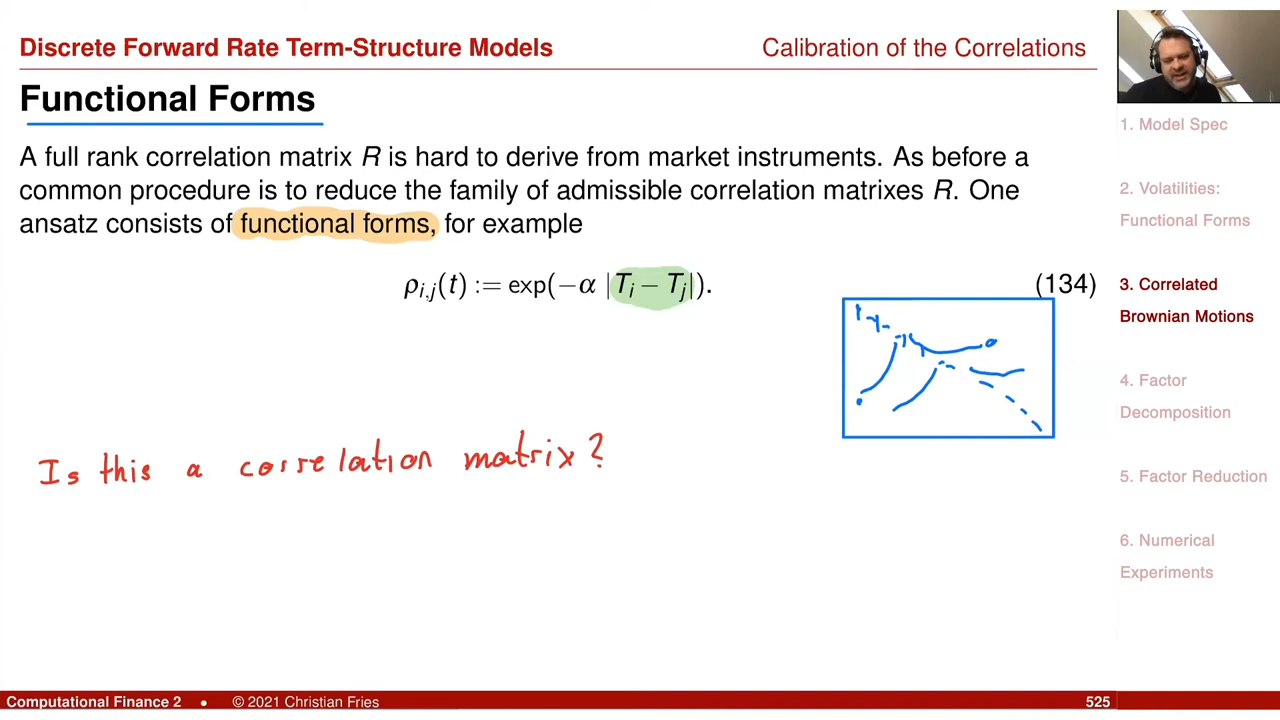 Discrete Forward Rate Term-Structure Models
Calibration of the Correlations
Functional Forms
A full rank correlation matrix R is hard to derive from market instruments. As before a
common procedure is to reduce the family of admissible correlation matrixes R. One
ansatz consists of functional forms, for example
ρi,j(t) := exp(−α |Ti − Tj|).
(134)
Is this a correlation matrix?
1. Model Spec
2. Volatilities:
Functional Forms
3. Correlated
Brownian Motions
4. Factor
Decomposition
5. Factor Reduction
6. Numerical
Experiments
Computational Finance 2 • © 2021 Christian Fries
525